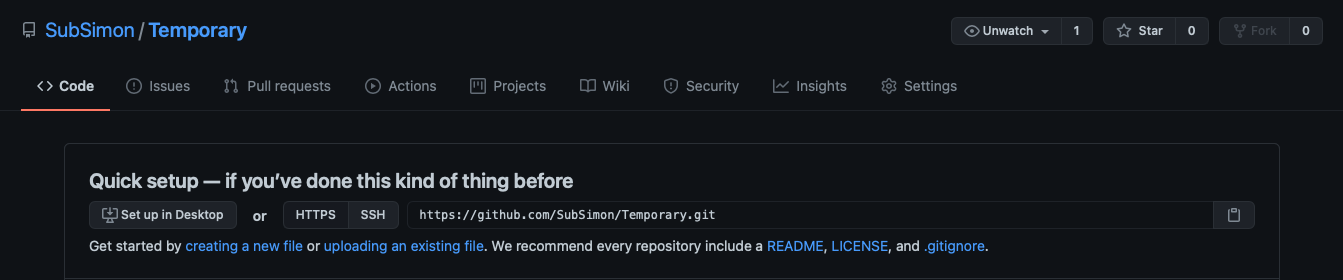 SubSimon / Temporary
Unwatch 1 Star 0 Fork 0
Code Issues Pull requests Actions Projects Wiki Security Insights Settings
Quick setup — if you’ve done this kind of thing before
Set up in Desktop or HTTPS SSH https://github.com/SubSimon/Temporary.git
Get started by creating a new file or uploading an existing file. We recommend every repository include a README, LICENSE, and .gitignore.